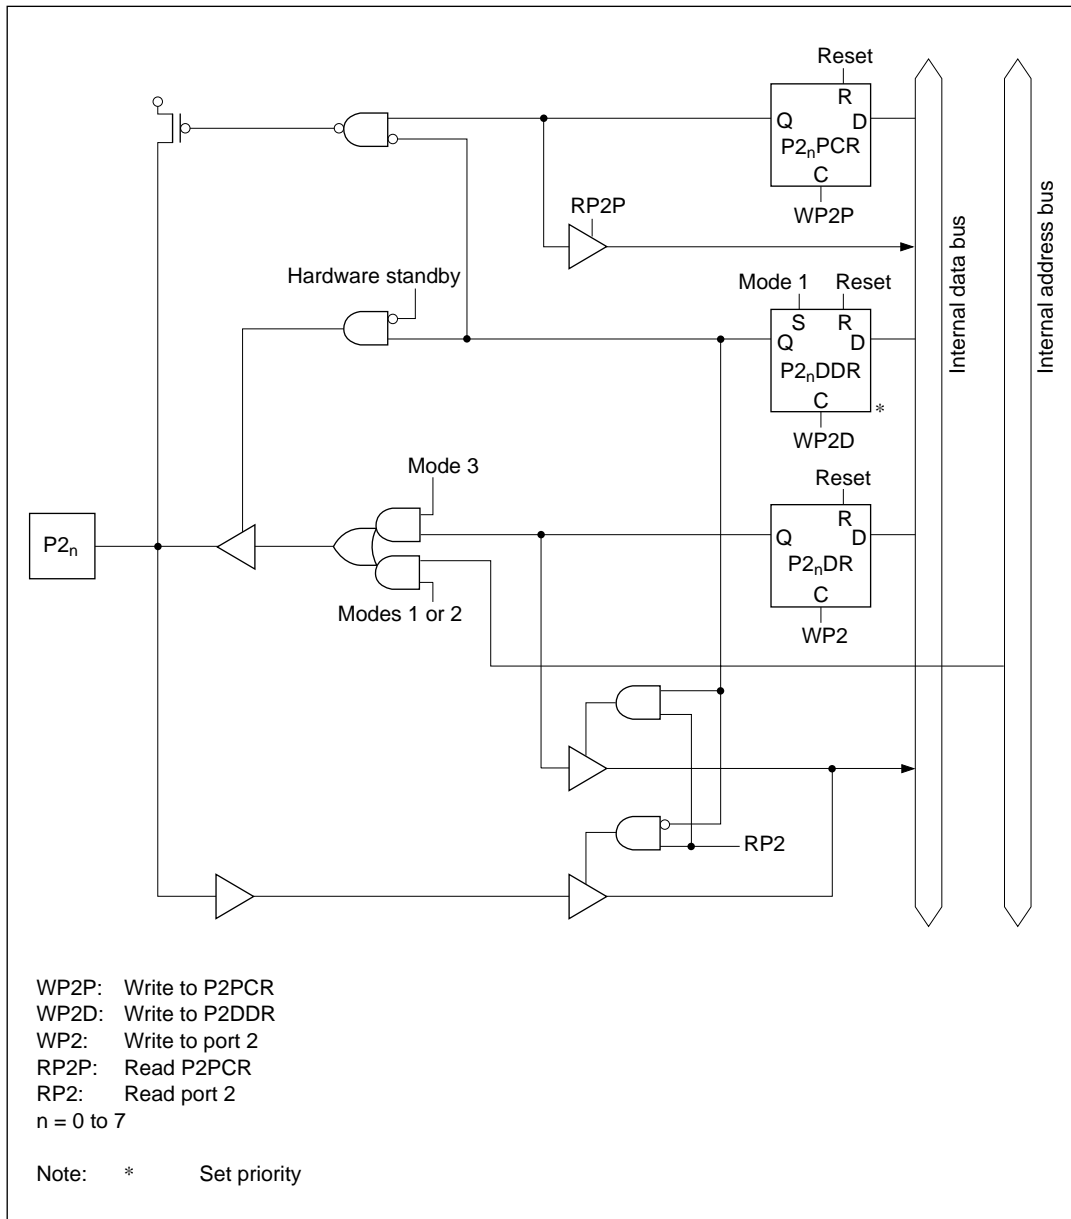 Reset
R
Q D
P2nPCR
C
WP2P
RP2P
Hardware standby
Mode 1 Reset
S R
Q D
P2nDDR
C
*
WP2D
Mode 3
Reset
R
Q D
P2nDR
C
WP2
P2n
Modes 1 or 2
RP2
Internal data bus
Internal address bus
WP2P: Write to P2PCR
WP2D: Write to P2DDR
WP2: Write to port 2
RP2P: Read P2PCR
RP2: Read port 2
n = 0 to 7
Note: * Set priority